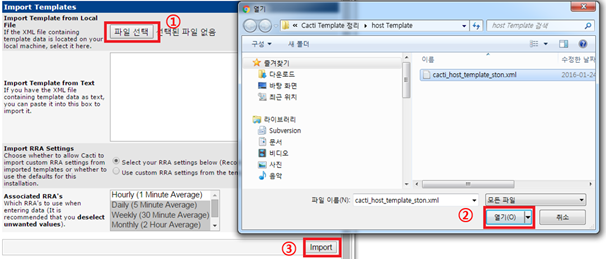 Import Templates
Import Template from Local
File
If the XML file containing
template data is located on your
local machine, select it here.
①
파일 선택 선택된 파일 없음
Import Template from Text
If you have the XML file
containing template data as text,
you can paste it into this box to
import it.
Import RRA Settings
Choose whether to allow Cacti to
import custom RRA settings from
imported templates or whether to
use the defaults for this
installation.
Select your RRA settings below (Reco
Use custom RRA settings from the tem
Associated RRA's
Which RRA's to use when
entering data (It is
recommended that you deselect
unwanted values).
Hourly (1 Minute Average)
Daily (5 Minute Average)
Weekly (30 Minute Average)
Monthly (2 Hour Average)
③
Import
열기
« Cacti Template 정리 ▸ host Template
host Template 검색
구성 ▾ 새 폴더
즐겨찾기
다운로드
바탕 화면
최근 위치
라이브러리
Subversion
문서
비디오
사진
음악
이름
수정한 날짜
cacti_host_template_ston.xml
2016-01-24
파일 이름(N):
cacti_host_template_ston.xml
모든 파일
②
열기(O)
취소